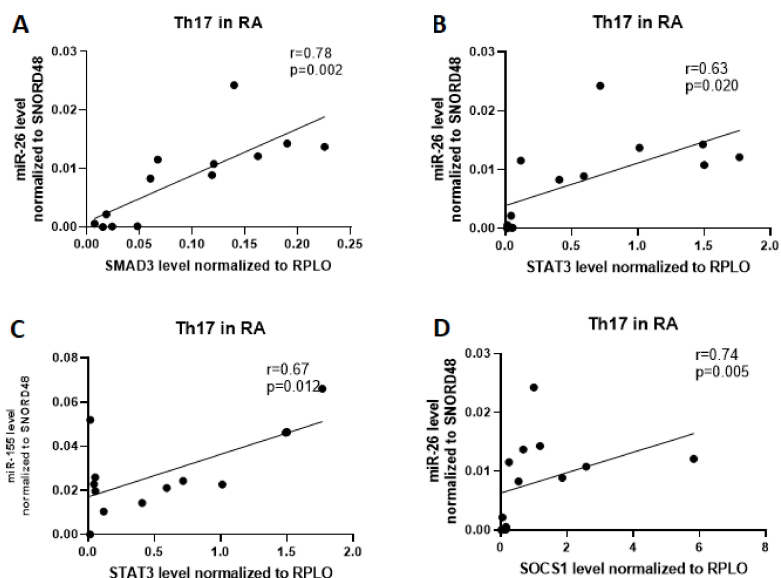 A
Th17 in RA
r=0.78
p=0.002
miR-26 level
normalized to SNORD48
0.03
0.02
0.01
0.00
0.00 0.05 0.10 0.15 0.20 0.25
SMAD3 level normalized to RPLO
B
Th17 in RA
r=0.63
p=0.020
miR-26 level
normalized to SNORD48
0.03
0.02
0.01
0.00
0.0 0.5 1.0 1.5 2.0
STAT3 level normalized to RPLO
C
Th17 in RA
r=0.67
p=0.012
miR-155 level
normalized to SNORD48
0.08
0.06
0.04
0.02
0.00
0.0 0.5 1.0 1.5 2.0
STAT3 level normalized to RPLO
D
Th17 in RA
r=0.74
p=0.005
miR-26 level
normalized to SNORD48
0.03
0.02
0.01
0.00
0 2 4 6 8
SOCS1 level normalized to RPLO